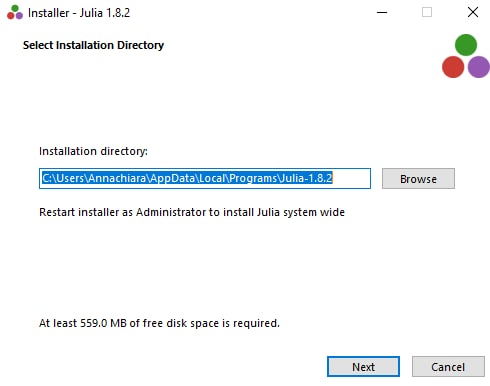 Installer - Julia 1.8.2
Select Installation Directory
Installation directory:
C:\Users\Annachiara\AppData\Local\Programs\Julia-1.8.2
Browse
Restart installer as Administrator to install Julia system wide
At least 559.0 MB of free disk space is required.
Next Cancel